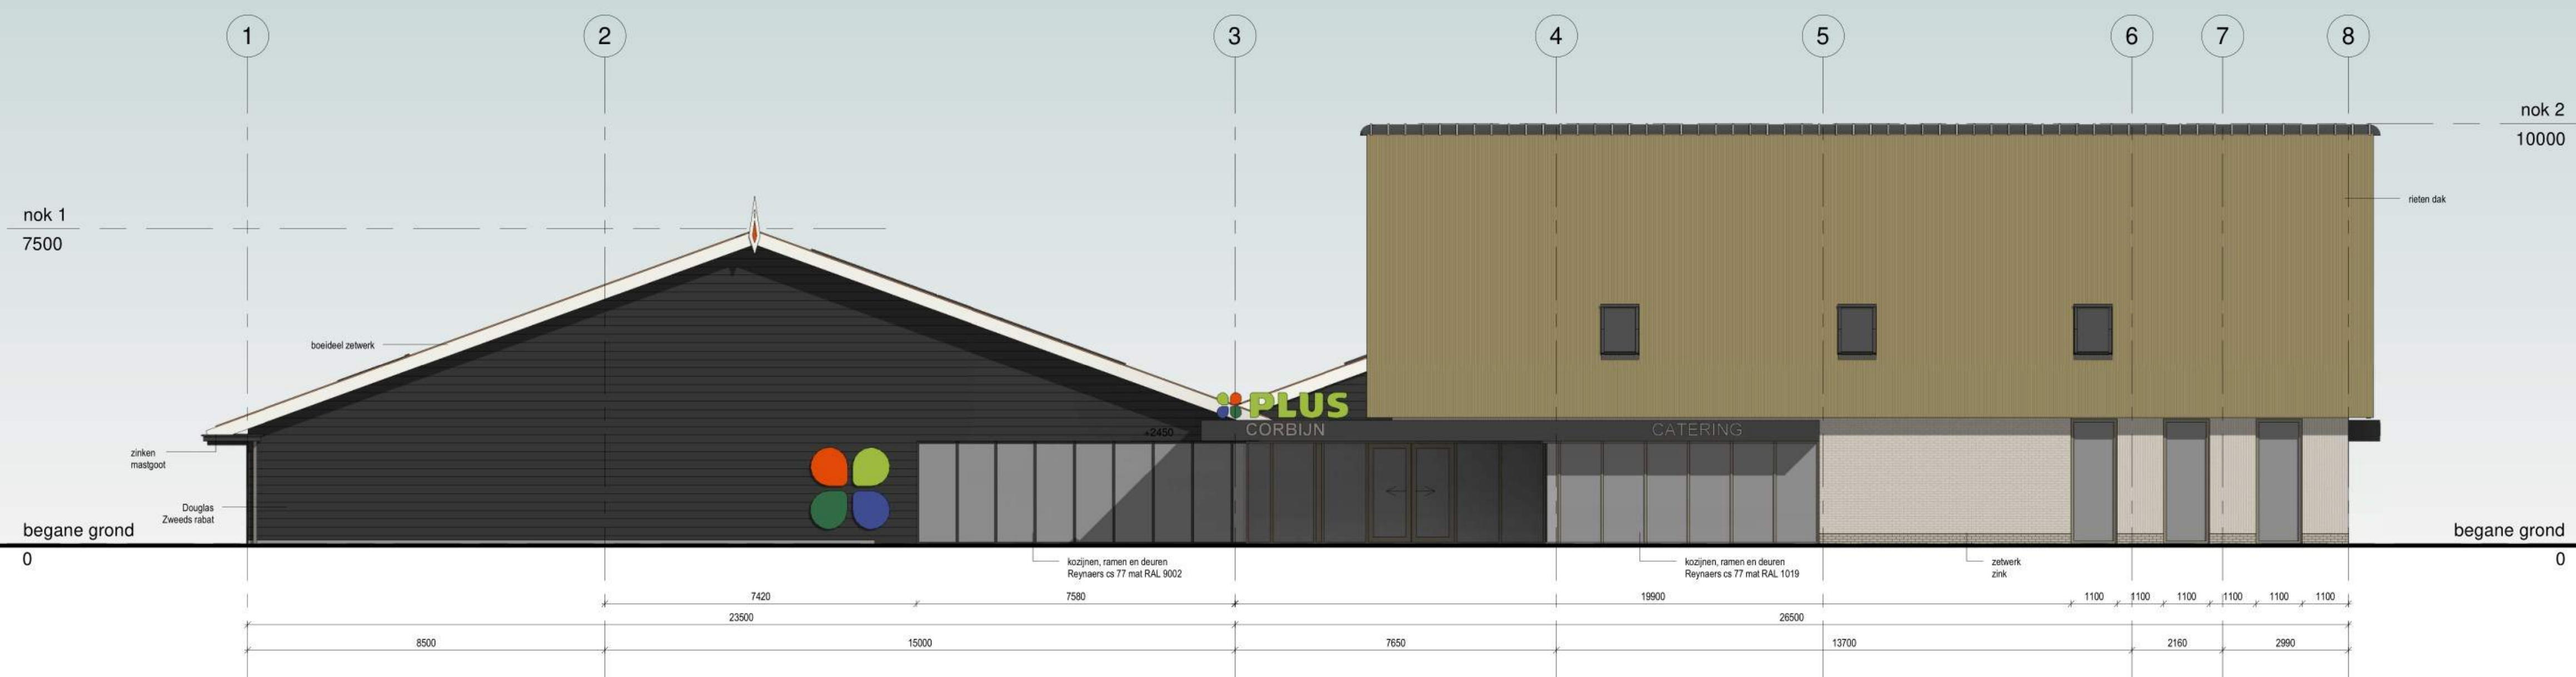 1
2
3
4
5
6
7
8
nok 2
10000
nok 1
7500
rieten dak
boeideel zetwerk
PLUS
CORBIJN
CATERING
+2450
zinken
mastgoot
Douglas
Zweeds rabat
begane grond
0
begane grond
0
kozijnen, ramen en deuren
Reynaers cs 77 mat RAL 9002
kozijnen, ramen en deuren
Reynaers cs 77 mat RAL 1019
zetwerk
zink
7420
7580
19900
1100
1100
1100
1100
1100
1100
23500
26500
8500
15000
7650
13700
2160
2990